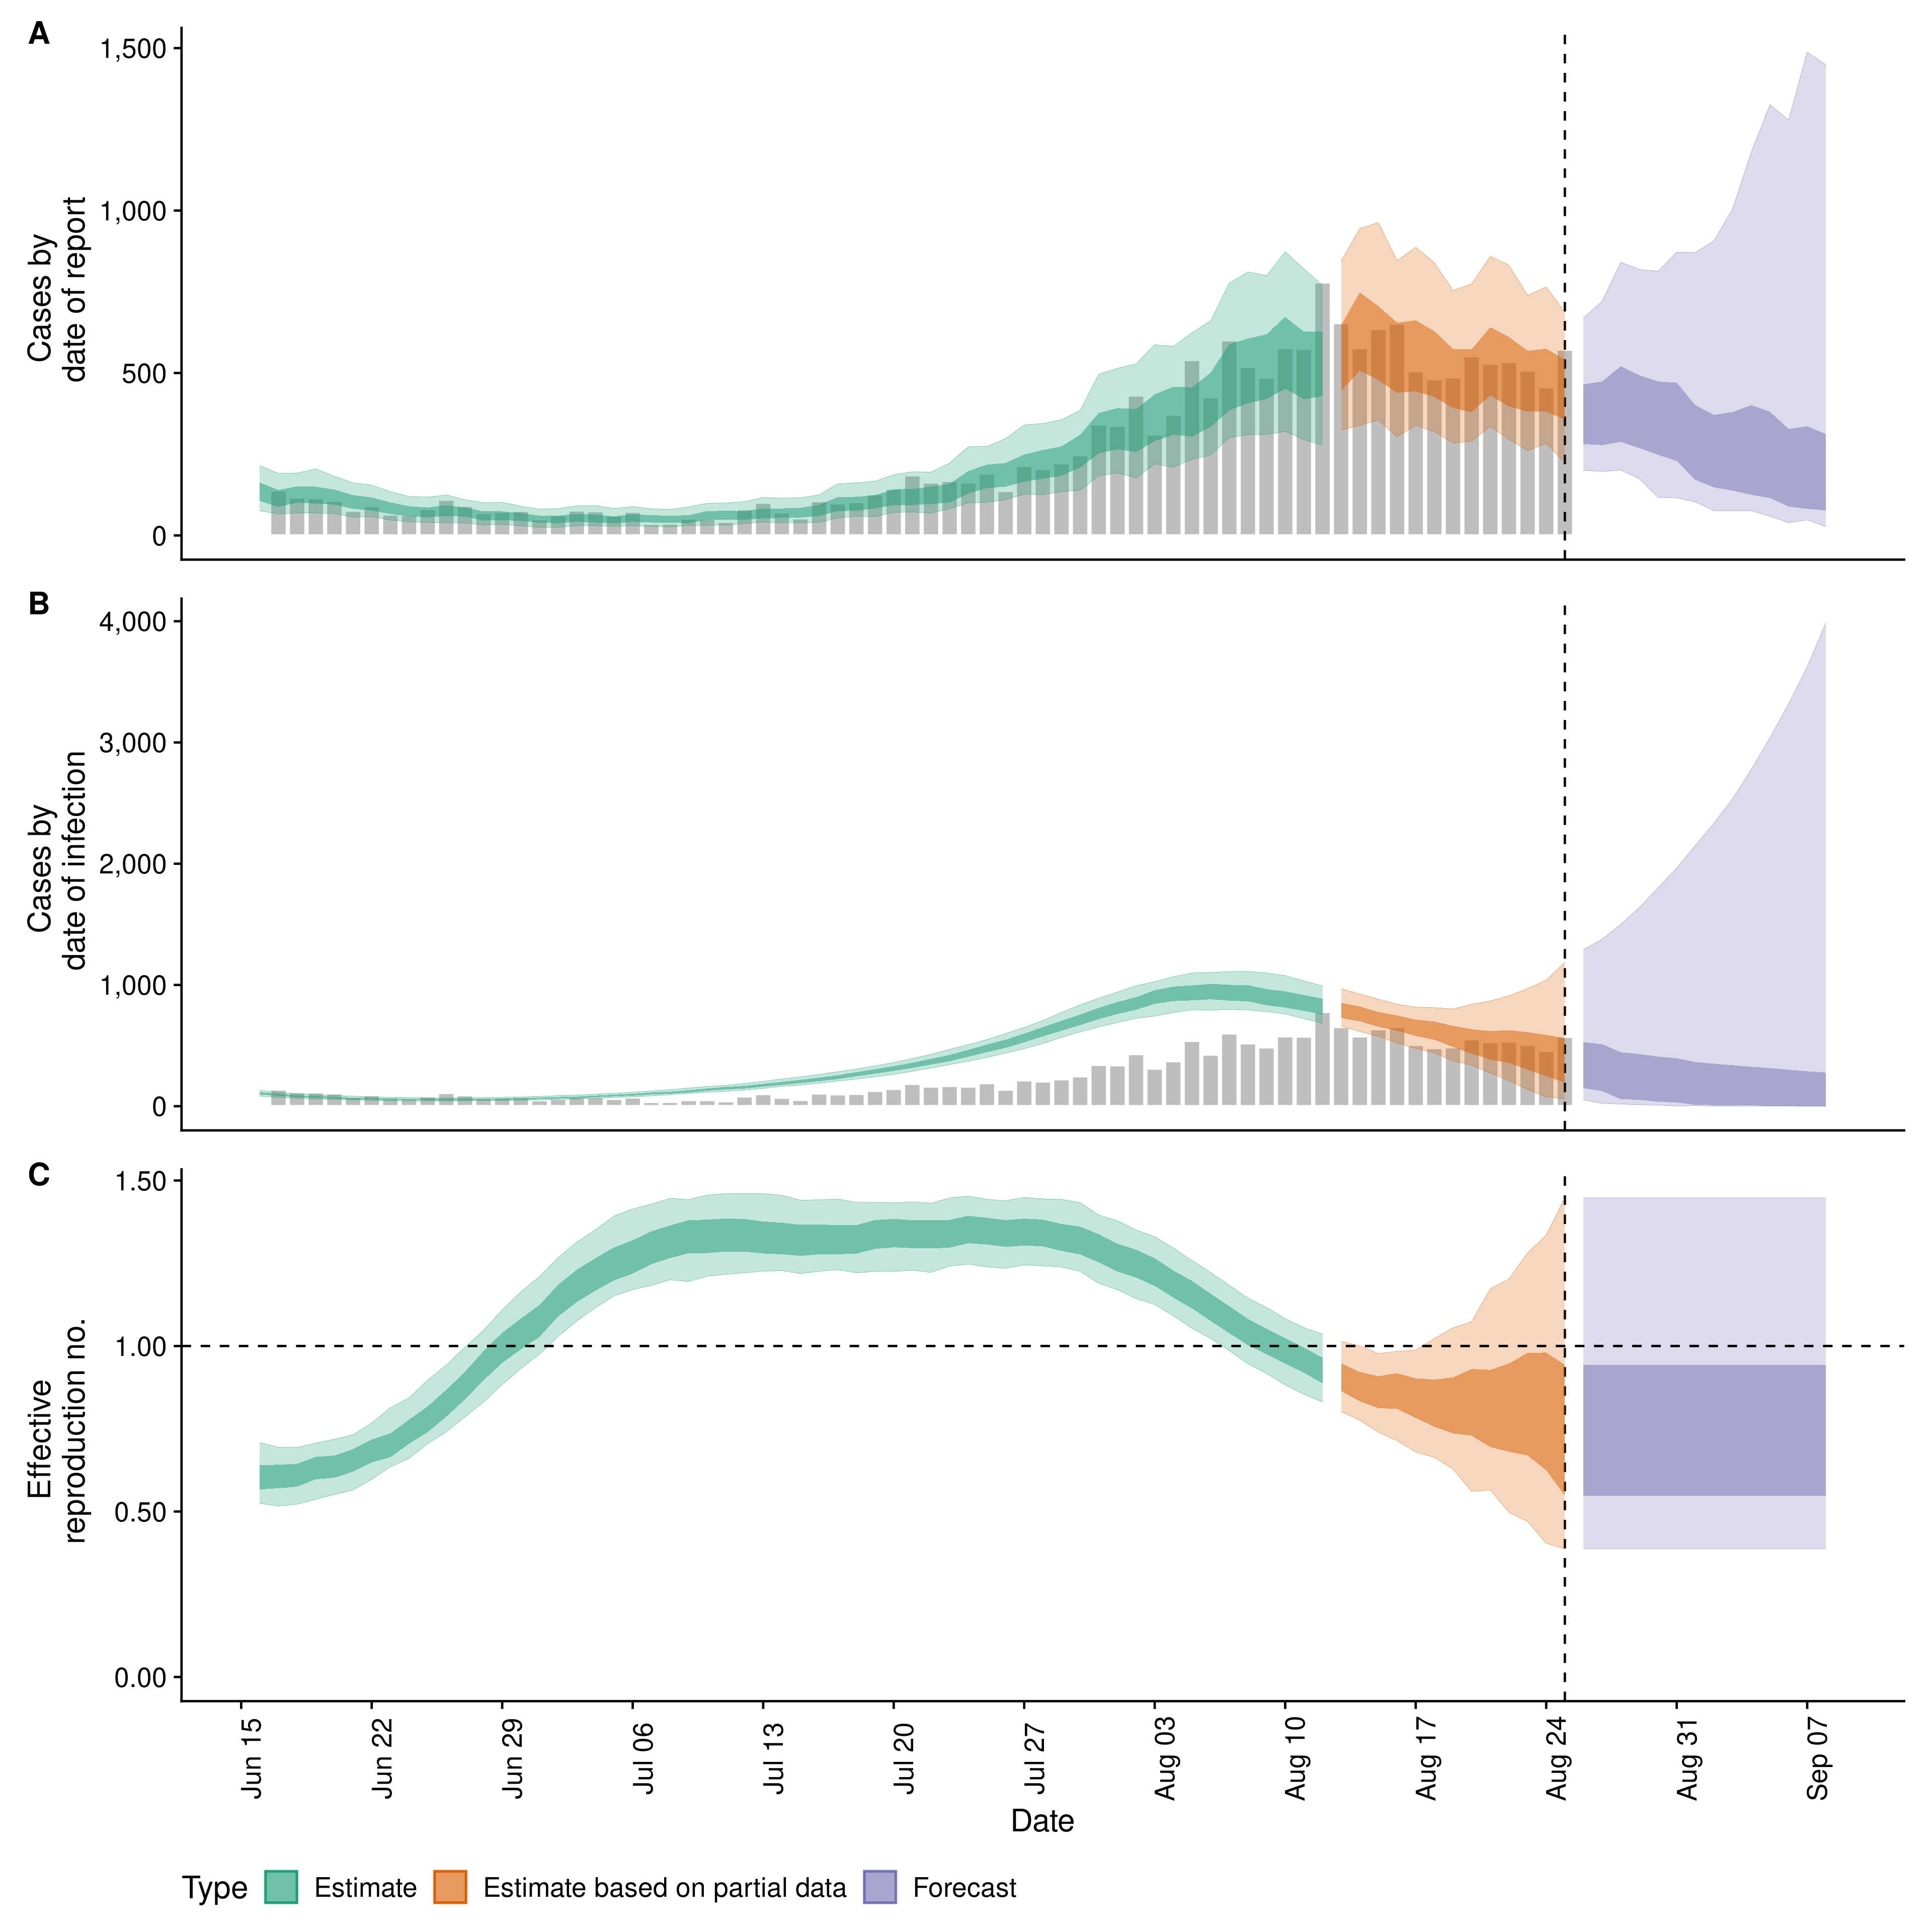 A
1,500
1,000
500
0
Cases by
date of report
B
4,000
3,000
2,000
1,000
0
Cases by
date of infection
C
1.50
1.00
0.50
0.00
Effective
reproduction no.
Jun 15
Jun 22
Jun 29
Jul 06
Jul 13
Jul 20
Jul 27
Aug 03
Aug 10
Aug 17
Aug 24
Aug 31
Sep 07
Date
Type Estimate Estimate based on partial data Forecast